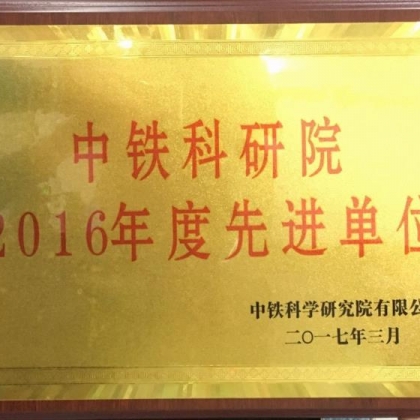 中铁科研院
2016年度先进单位
中铁科学研究院有限公
二〇一七年三月